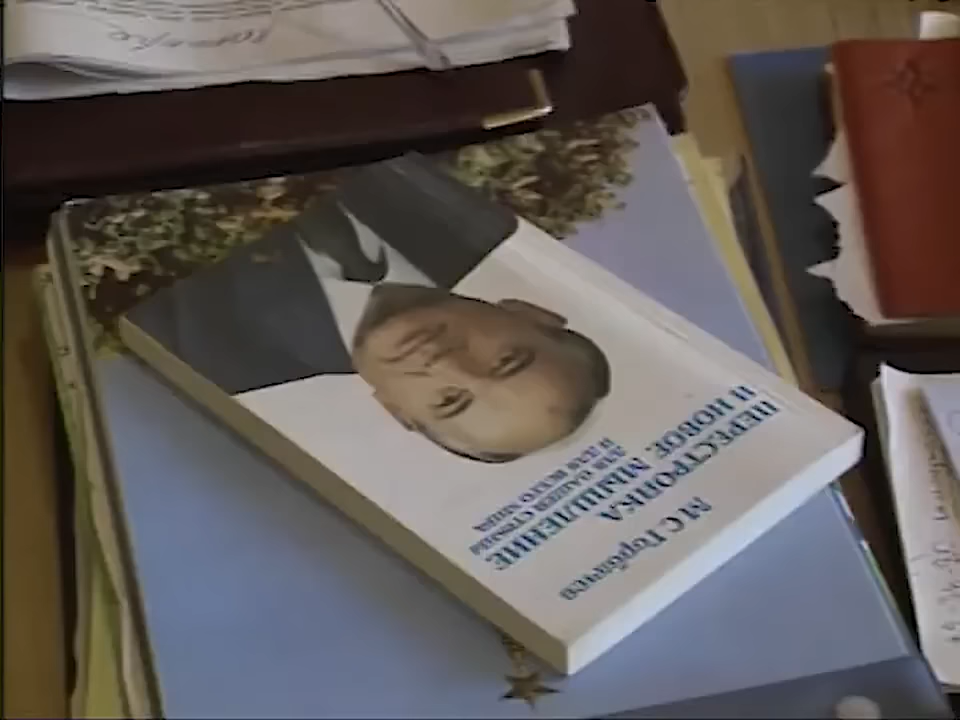 М.С. Горбачев
ПЕРЕСТРОЙКА
И НОВОЕ МЫШЛЕНИЕ
ДЛЯ НАШЕЙ СТРАНЫ
И ДЛЯ ВСЕГО МИРА